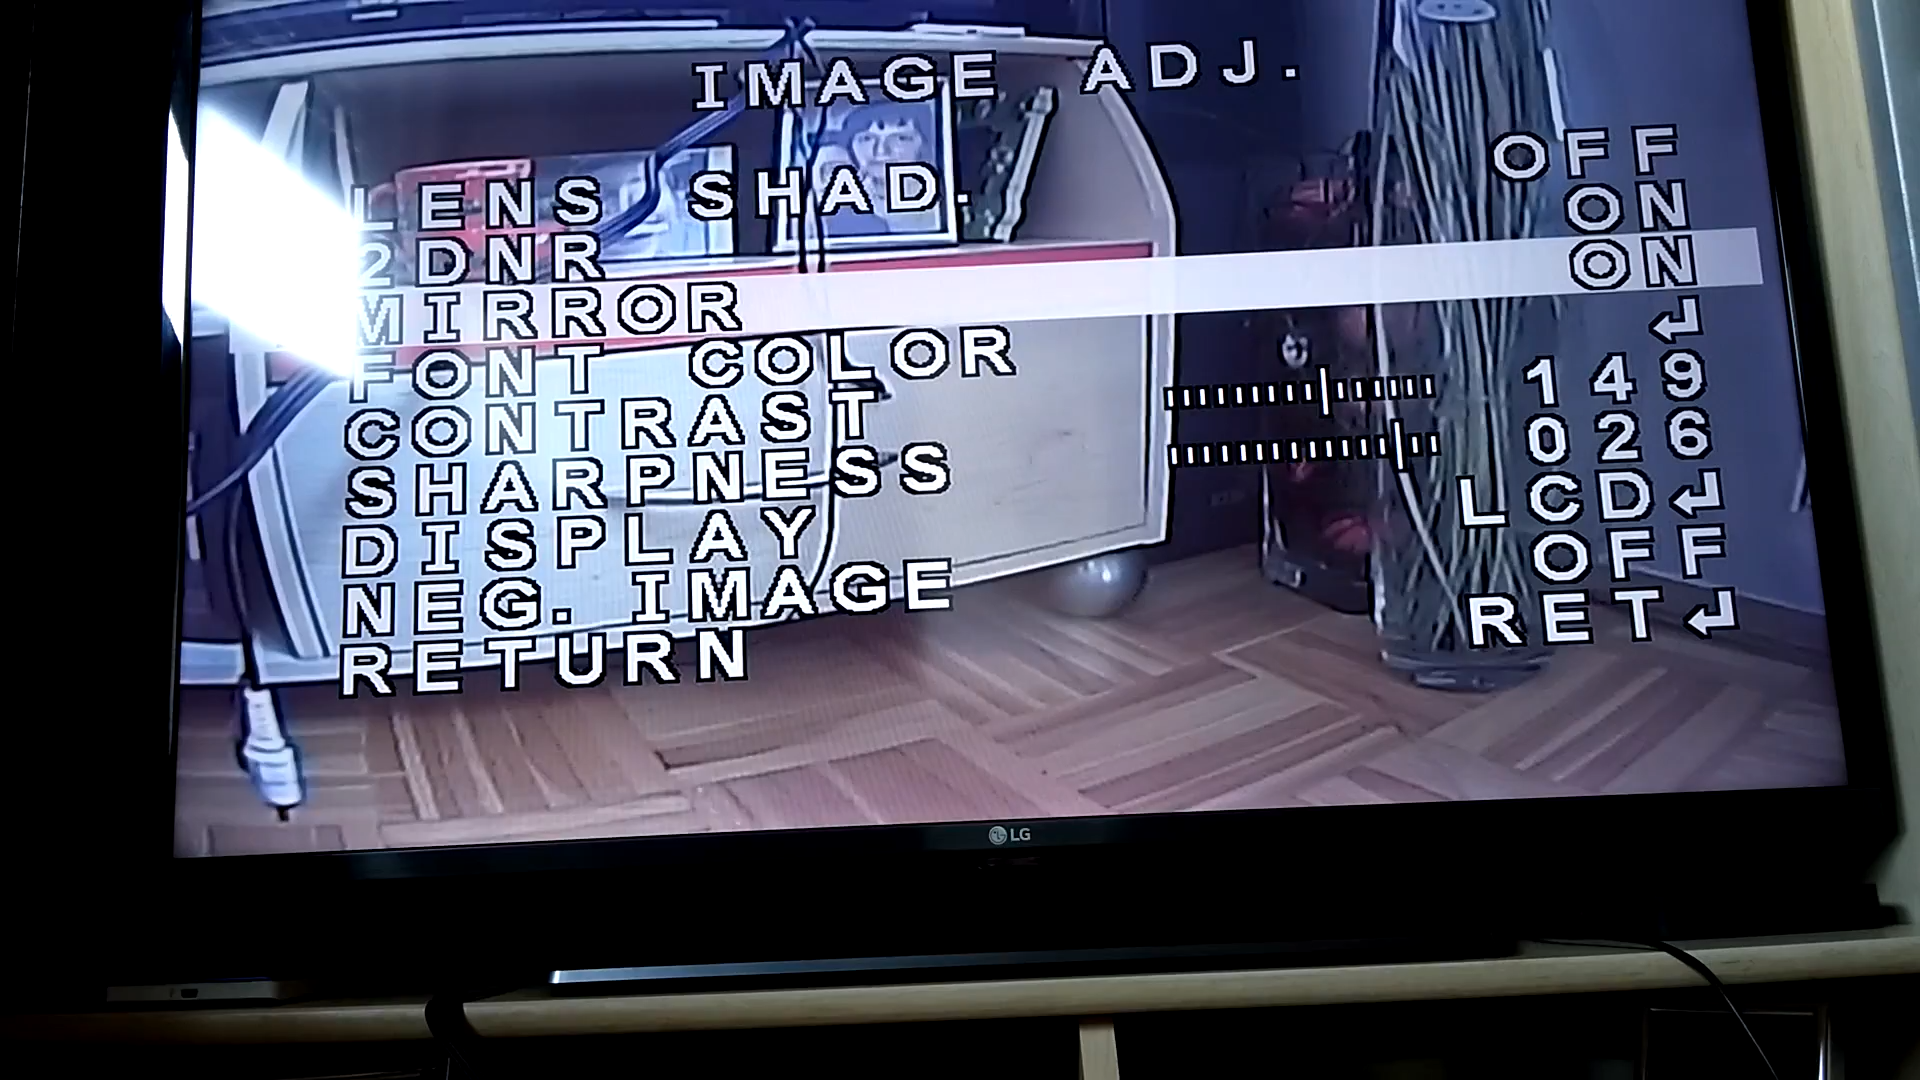 IMAGE ADJ.
LENS SHAD. OFF
2DNR ON
MIRROR ON
FONT COLOR ↵
CONTRAST 149
SHARPNESS 026
DISPLAY LCD↵
NEG. IMAGE OFF
RETURN RET↵
LG